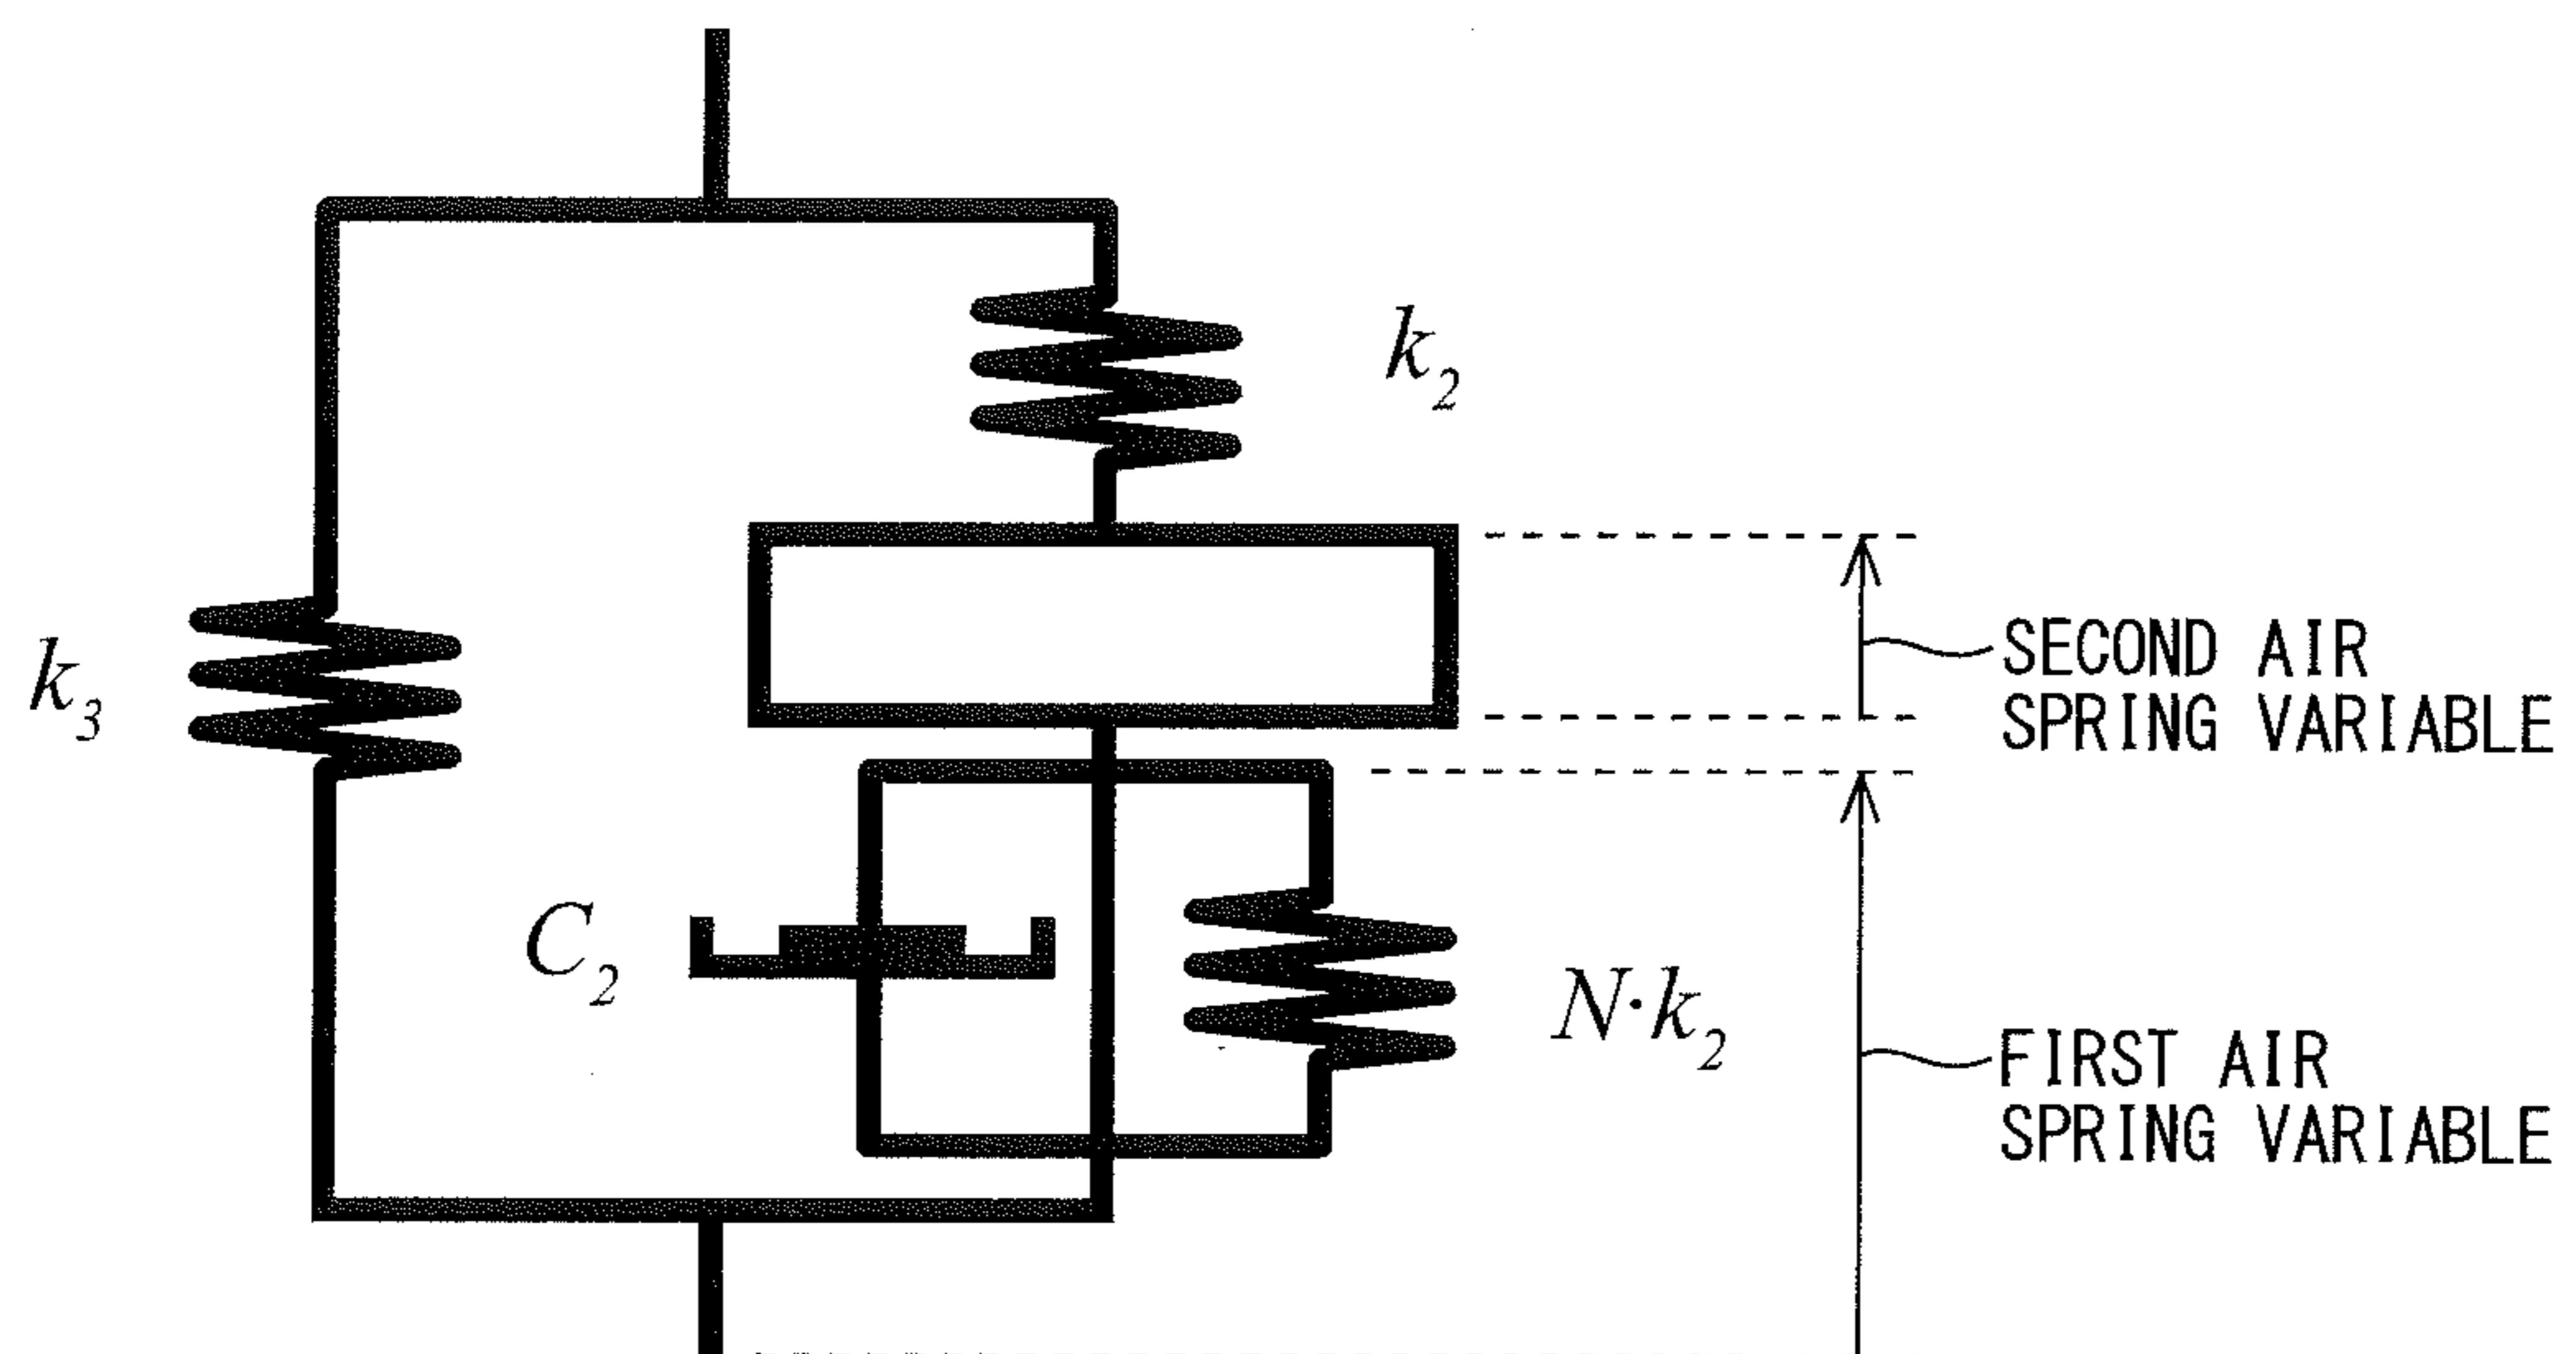 k₂
SECOND AIR
SPRING VARIABLE
k₃
C₂
N·k₂
FIRST AIR
SPRING VARIABLE